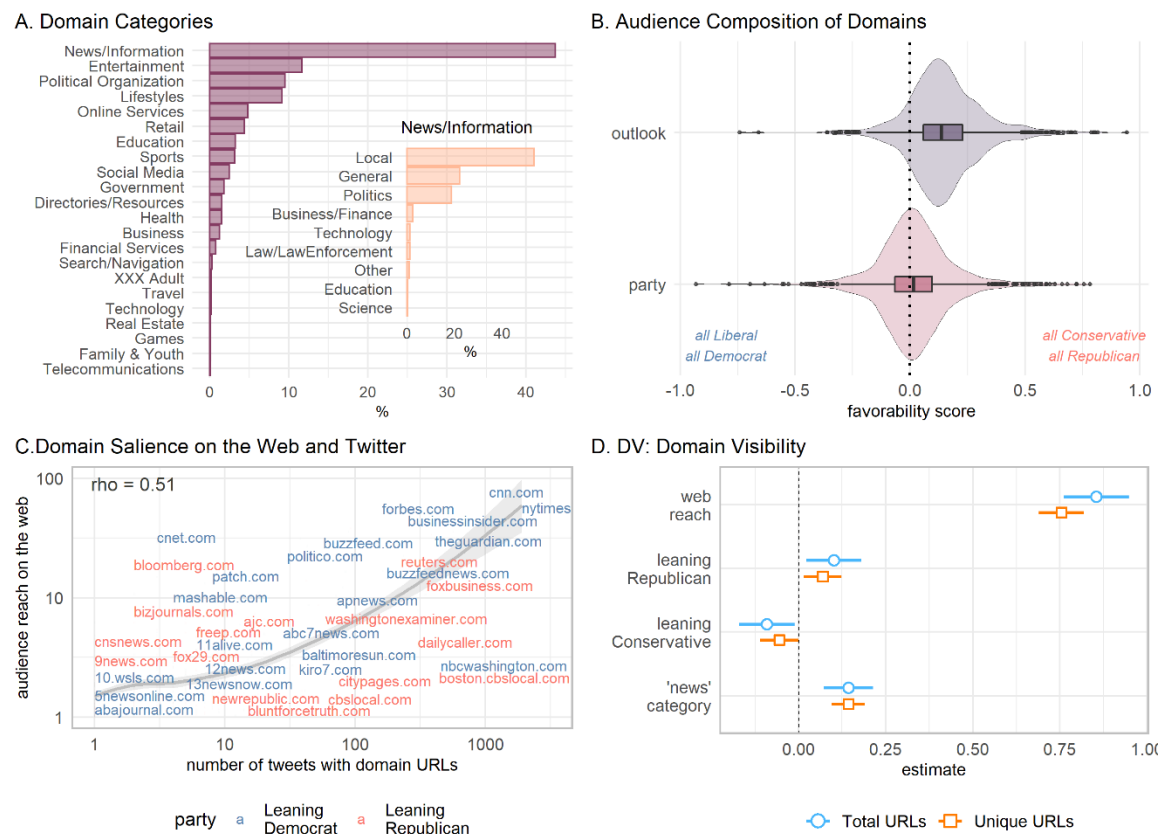 A. Domain Categories
News/Information
Entertainment
Political Organization
Lifestyles
Online Services
Retail
Education
Sports
Social Media
Government
Directories/Resources
Health
Business
Financial Services
Search/Navigation
XXX Adult
Travel
Technology
Real Estate
Games
Family & Youth
Telecommunications
0 10 20 30 40
%
News/Information
Local
General
Politics
Business/Finance
Technology
Law/LawEnforcement
Other
Education
Science
0 20 40
%
B. Audience Composition of Domains
outlook
party
all Liberal
all Democrat
all Conservative
all Republican
-1.0 -0.5 0.0 0.5 1.0
favorability score
C.Domain Salience on the Web and Twitter
rho = 0.51
audience reach on the web
100
10
1
cnn.com
forbes.com
nytimes
businessinsider.com
cnet.com
buzzfeed.com
theguardian.com
politico.com
bloomberg.com
reuters.com
patch.com
buzzfeednews.com
foxbusiness.com
mashable.com
apnews.com
bizjournals.com
ajc.com
washingtonexaminer.com
freep.com
abc7news.com
cnsnews.com
11alive.com
dailycaller.com
9news.com
fox29.com
baltimoresun.com
12news.com
kiro7.com
nbcwashington.com
10.wsls.com
13newsnow.com
citypages.com
boston.cbslocal.com
5newsonline.com
newrepublic.com
cbslocal.com
abajournal.com
bluntforcetruth.com
1 10 100 1000
number of tweets with domain URLs
party
a Leaning
Democrat
a Leaning
Republican
D. DV: Domain Visibility
web
reach
leaning
Republican
leaning
Conservative
'news'
category
0.00 0.25 0.50 0.75 1.00
estimate
Total URLs Unique URLs